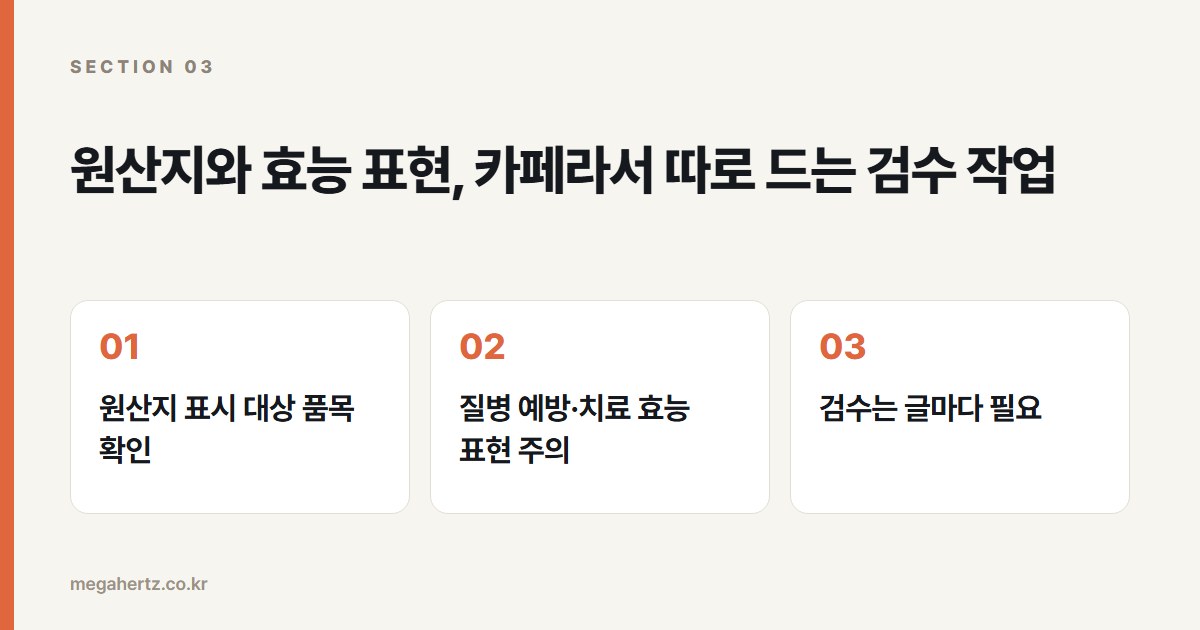 SECTION 03
원산지와 효능 표현, 카페라서 따로 드는 검수 작업
01
원산지 표시 대상 품목
확인
02
질병 예방·치료 효능
표현 주의
03
검수는 글마다 필요
megahertz.co.kr